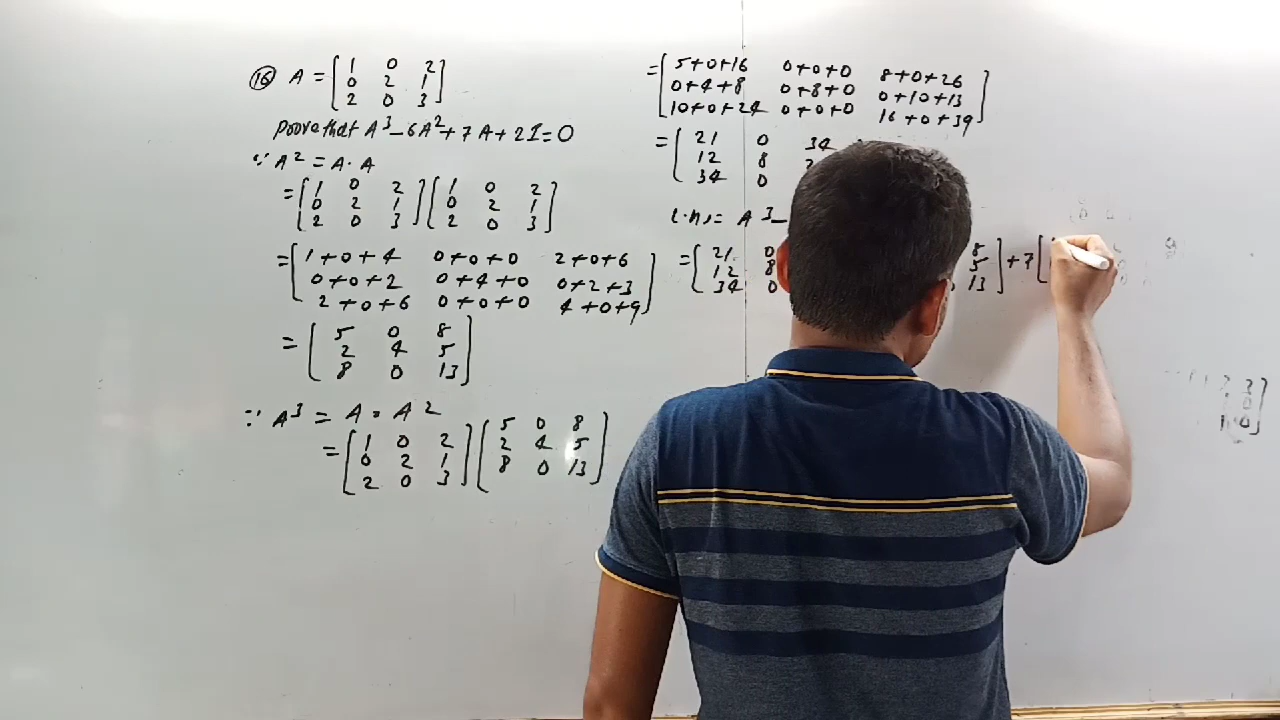 16 A = [ 1 0 2
0 2 1
2 0 3 ]
Prove that A³ - 6A² + 7A + 2I = 0
∵ A² = A · A
= [ 1 0 2 ] [ 1 0 2 ]
[ 0 2 1 ] [ 0 2 1 ]
[ 2 0 3 ] [ 2 0 3 ]
= [ 1+0+4 0+0+0 2+0+6
0+0+2 0+4+0 0+2+3
2+0+6 0+0+0 4+0+9 ]
= [ 5 0 8
2 4 5
8 0 13 ]
∵ A³ = A · A²
= [ 1 0 2 ] [ 5 0 8 ]
[ 0 2 1 ] [ 2 4 5 ]
[ 2 0 3 ] [ 8 0 13 ]
= [ 5+0+16 0+0+0 8+0+26
0+4+8 0+8+0 0+10+13
10+0+24 0+0+0 16+0+39 ]
= [ 21 0 34
12 8
34 0
L.H.S = A³ -
= [ 21 0 8 ] + 7 [
12 8 5
34 0 13